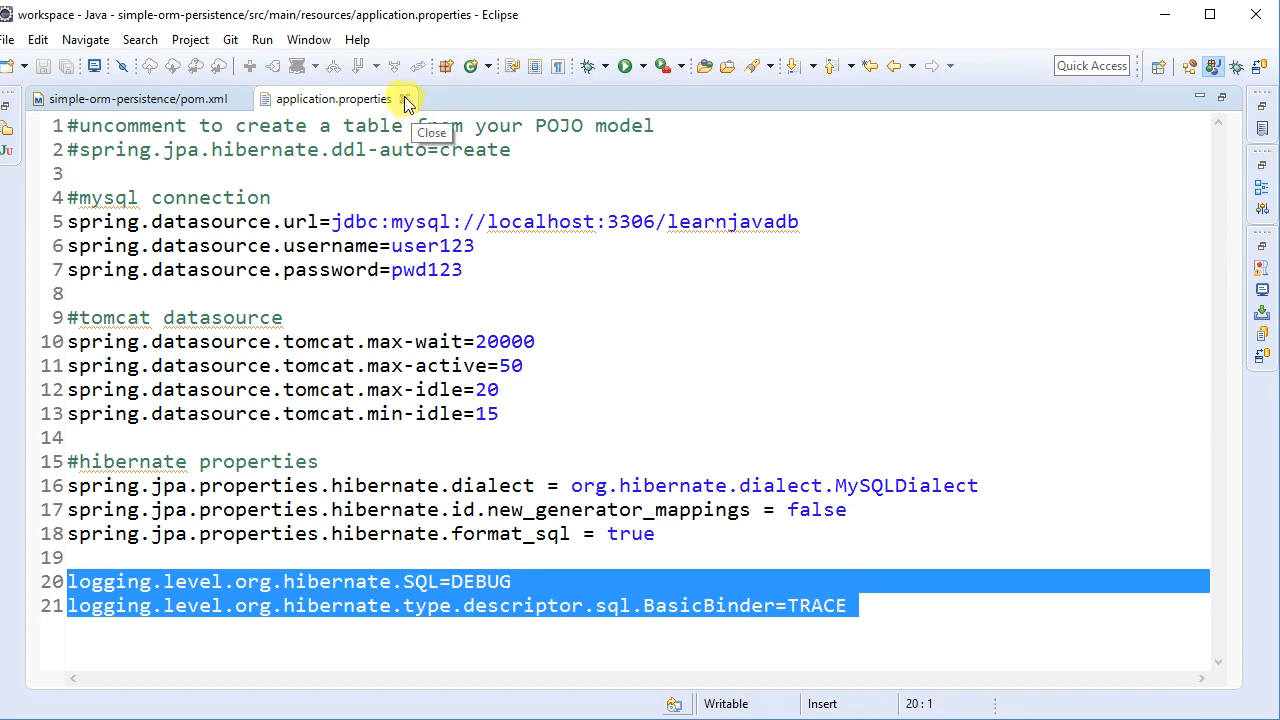 workspace - Java - simple-orm-persistence/src/main/resources/application.properties - Eclipse
File Edit Navigate Search Project Git Run Window Help
Quick Access
simple-orm-persistence/pom.xml application.properties
Close
1 #uncomment to create a table from your POJO model
2 #spring.jpa.hibernate.ddl-auto=create
3
4 #mysql connection
5 spring.datasource.url=jdbc:mysql://localhost:3306/learnjavadb
6 spring.datasource.username=user123
7 spring.datasource.password=pwd123
8
9 #tomcat datasource
10 spring.datasource.tomcat.max-wait=20000
11 spring.datasource.tomcat.max-active=50
12 spring.datasource.tomcat.max-idle=20
13 spring.datasource.tomcat.min-idle=15
14
15 #hibernate properties
16 spring.jpa.properties.hibernate.dialect = org.hibernate.dialect.MySQLDialect
17 spring.jpa.properties.hibernate.id.new_generator_mappings = false
18 spring.jpa.properties.hibernate.format_sql = true
19
20 logging.level.org.hibernate.SQL=DEBUG
21 logging.level.org.hibernate.type.descriptor.sql.BasicBinder=TRACE
Writable Insert 20 : 1